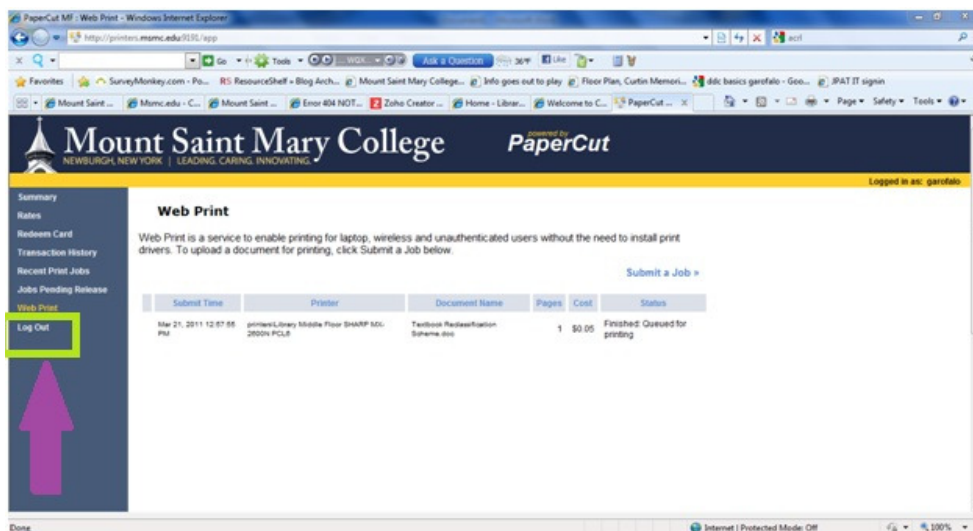 PaperCut MF : Web Print - Windows Internet Explorer
http://printers.msmc.edu:9191/app
acrl
Go Tools Ask a Question 36°F Like
Favorites SurveyMonkey.com - Po... RS ResourceShelf » Blog Arch... Mount Saint Mary College... Info goes out to play Floor Plan, Curtin Memori... ddc basics garofalo - Goo... JPAT IT signin
Mount Saint ... Msmc.edu - C... Mount Saint ... Error 404 NOT... Zoho Creator ... Home - Librar... Welcome to C... PaperCut ... Page Safety Tools
Mount Saint Mary College
NEWBURGH, NEW YORK | LEADING. CARING. INNOVATING.
powered by
PaperCut
Logged in as: garofalo
Summary
Rates
Redeem Card
Transaction History
Recent Print Jobs
Jobs Pending Release
Web Print
Log Out
Web Print
Web Print is a service to enable printing for laptop, wireless and unauthenticated users without the need to install print
drivers. To upload a document for printing, click Submit a Job below.
Submit a Job »
Submit Time Printer Document Name Pages Cost Status
Mar 21, 2011 12:57:55 printers\Library Middle Floor SHARP MX- Textbook Reclassification 1 $0.05 Finished: Queued for
PM 2600N PCL6 Scheme.doc printing
Done Internet | Protected Mode: Off 100%